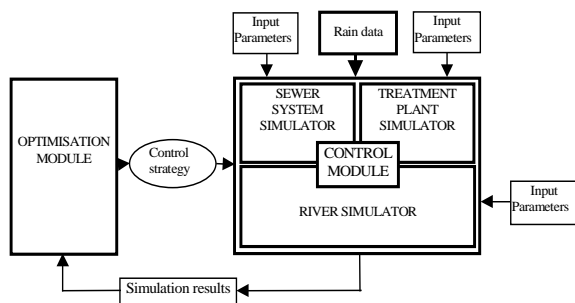 Input
Parameters
Rain data
Input
Parameters
SEWER
SYSTEM
SIMULATOR
TREATMENT
PLANT
SIMULATOR
OPTIMISATION
MODULE
Control
strategy
CONTROL
MODULE
RIVER SIMULATOR
Input
Parameters
Simulation results